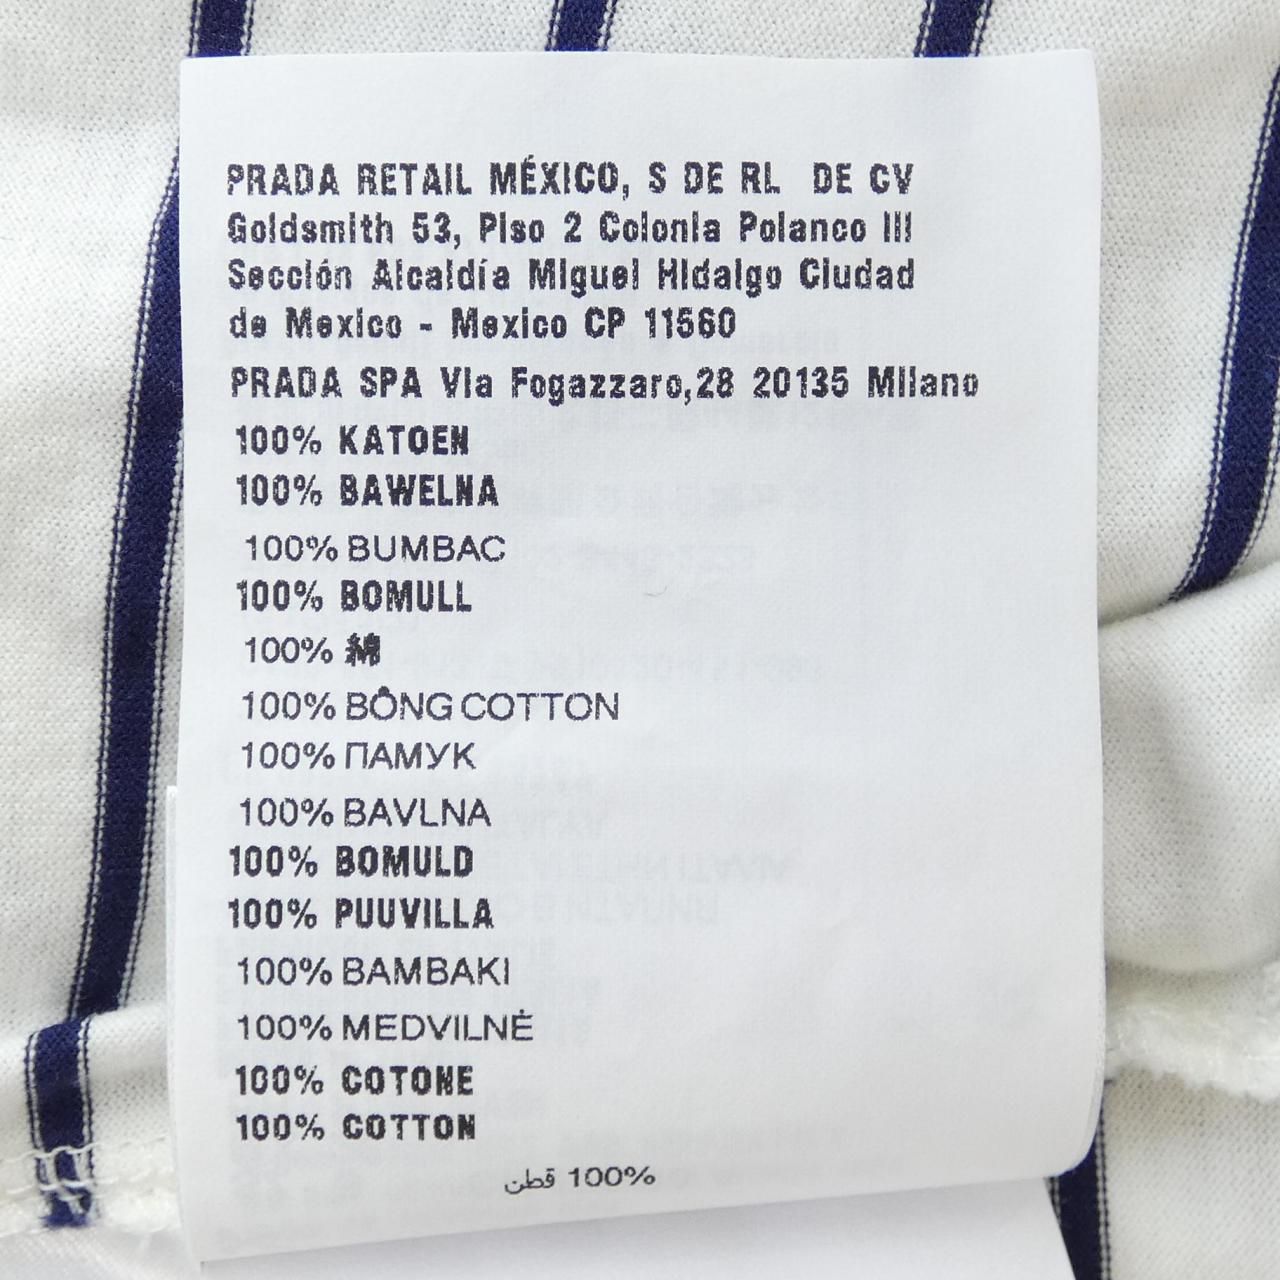 PRADA RETAIL MÉXICO, S DE RL DE CV
Goldsmith 53, Piso 2 Colonia Polanco III
Sección Alcaldía Miguel Hidalgo Ciudad
de Mexico - Mexico CP 11560
PRADA SPA Via Fogazzaro,28 20135 Milano
100% KATOEN
100% BAWELNA
100% BUMBAC
100% BOMULL
100% 綿
100% BÔNG COTTON
100% ПАМУК
100% BAVLNA
100% BOMULD
100% PUUVILLA
100% BAMBAKI
100% MEDVILNĖ
100% COTONE
100% COTTON
100% قطن